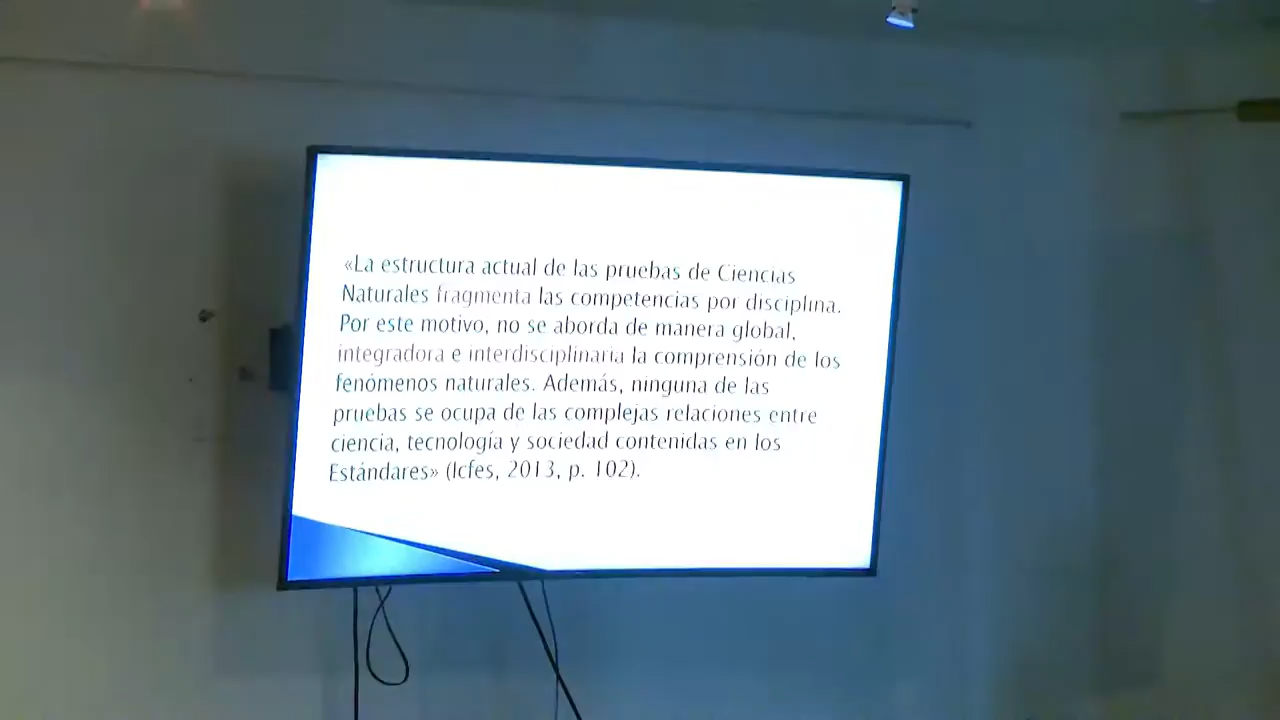 «La estructura actual de las pruebas de Ciencias
Naturales fragmenta las competencias por disciplina.
Por este motivo, no se aborda de manera global,
integradora e interdisciplinaria la comprensión de los
fenómenos naturales. Además, ninguna de las
pruebas se ocupa de las complejas relaciones entre
ciencia, tecnología y sociedad contenidas en los
Estándares» (Icfes, 2013, p. 102).